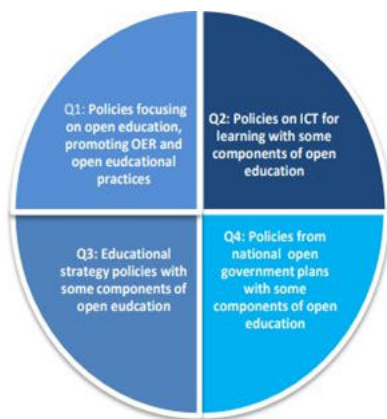 Q1: Policies focusing
on open education,
promoting OER and
open eudcational
practices
Q2: Policies on ICT for
learning with some
components of open
education
Q3: Educational
strategy policies with
some components of
open eudcation
Q4: Policies from
national open
government plans
with some
components of open
education